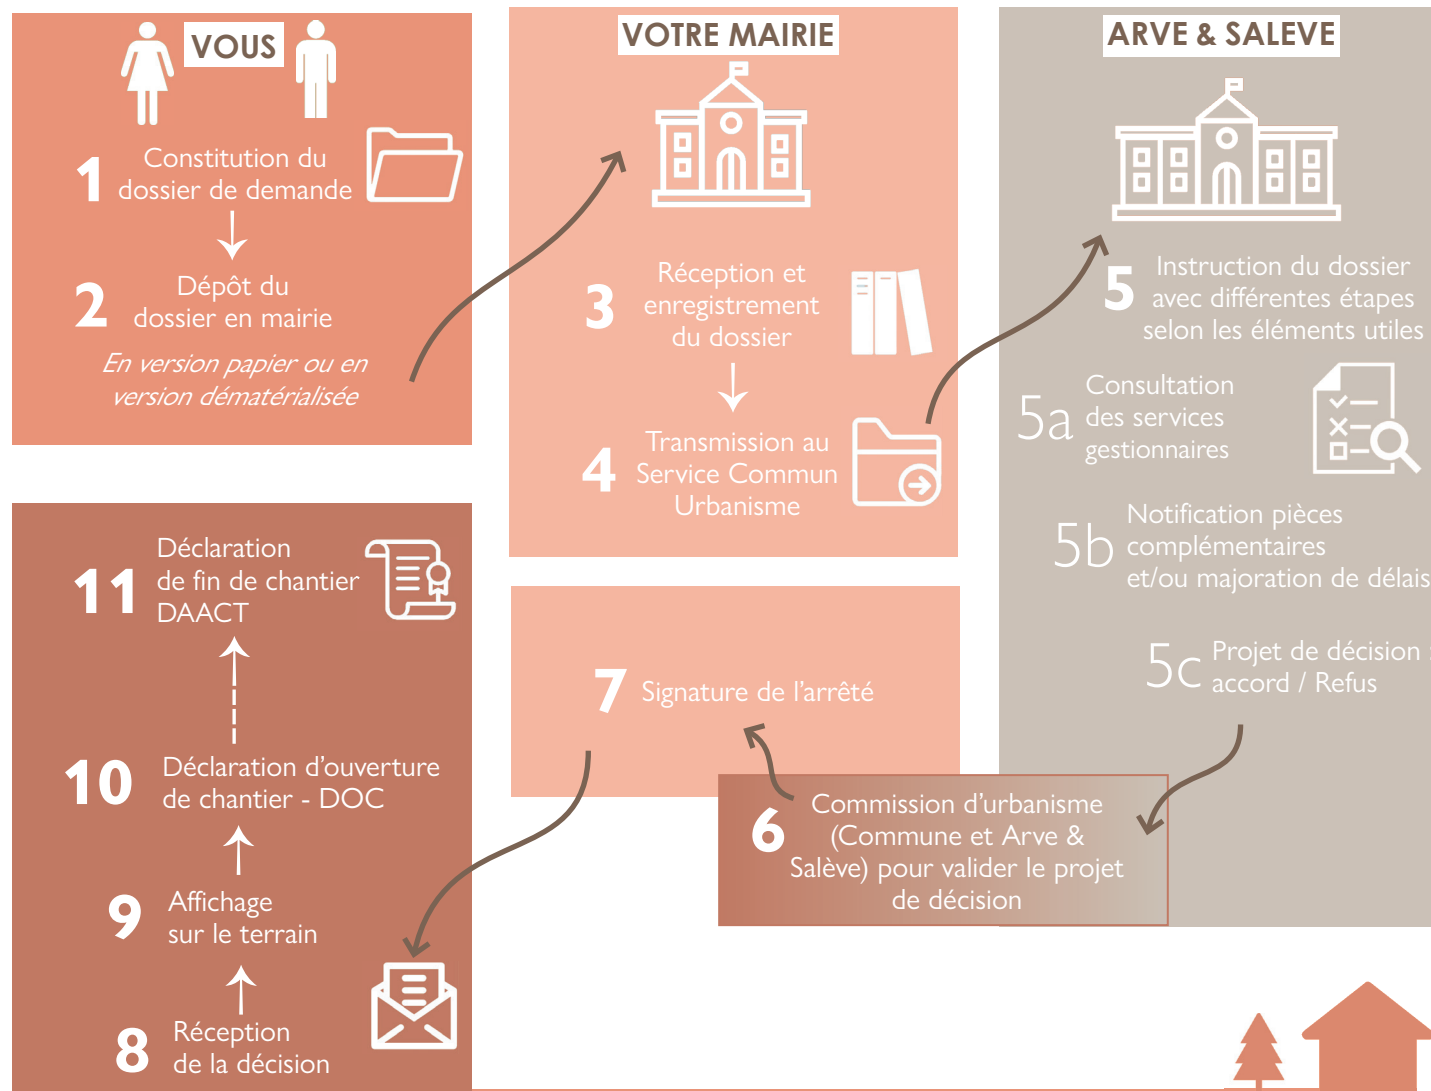 VOUS
1
Constitution du
dossier de demande
2
Dépôt du
dossier en mairie
En version papier ou en
version dématérialisée
VOTRE MAIRIE
3
Réception et
enregistrement
du dossier
4
Transmission au
Service Commun
Urbanisme
ARVE & SALEVE
5
Instruction du dossier
avec différentes étapes
selon les éléments utiles
5a
Consultation
des services
gestionnaires
5b
Notification pièces
complémentaires
et/ou majoration de délais
5c
Projet de décision :
accord / Refus
6
Commission d’urbanisme
(Commune et Arve &
Salève) pour valider le projet
de décision
7
Signature de l’arrêté
8
Réception
de la décision
9
Affichage
sur le terrain
10
Déclaration d’ouverture
de chantier - DOC
11
Déclaration
de fin de chantier
DAACT